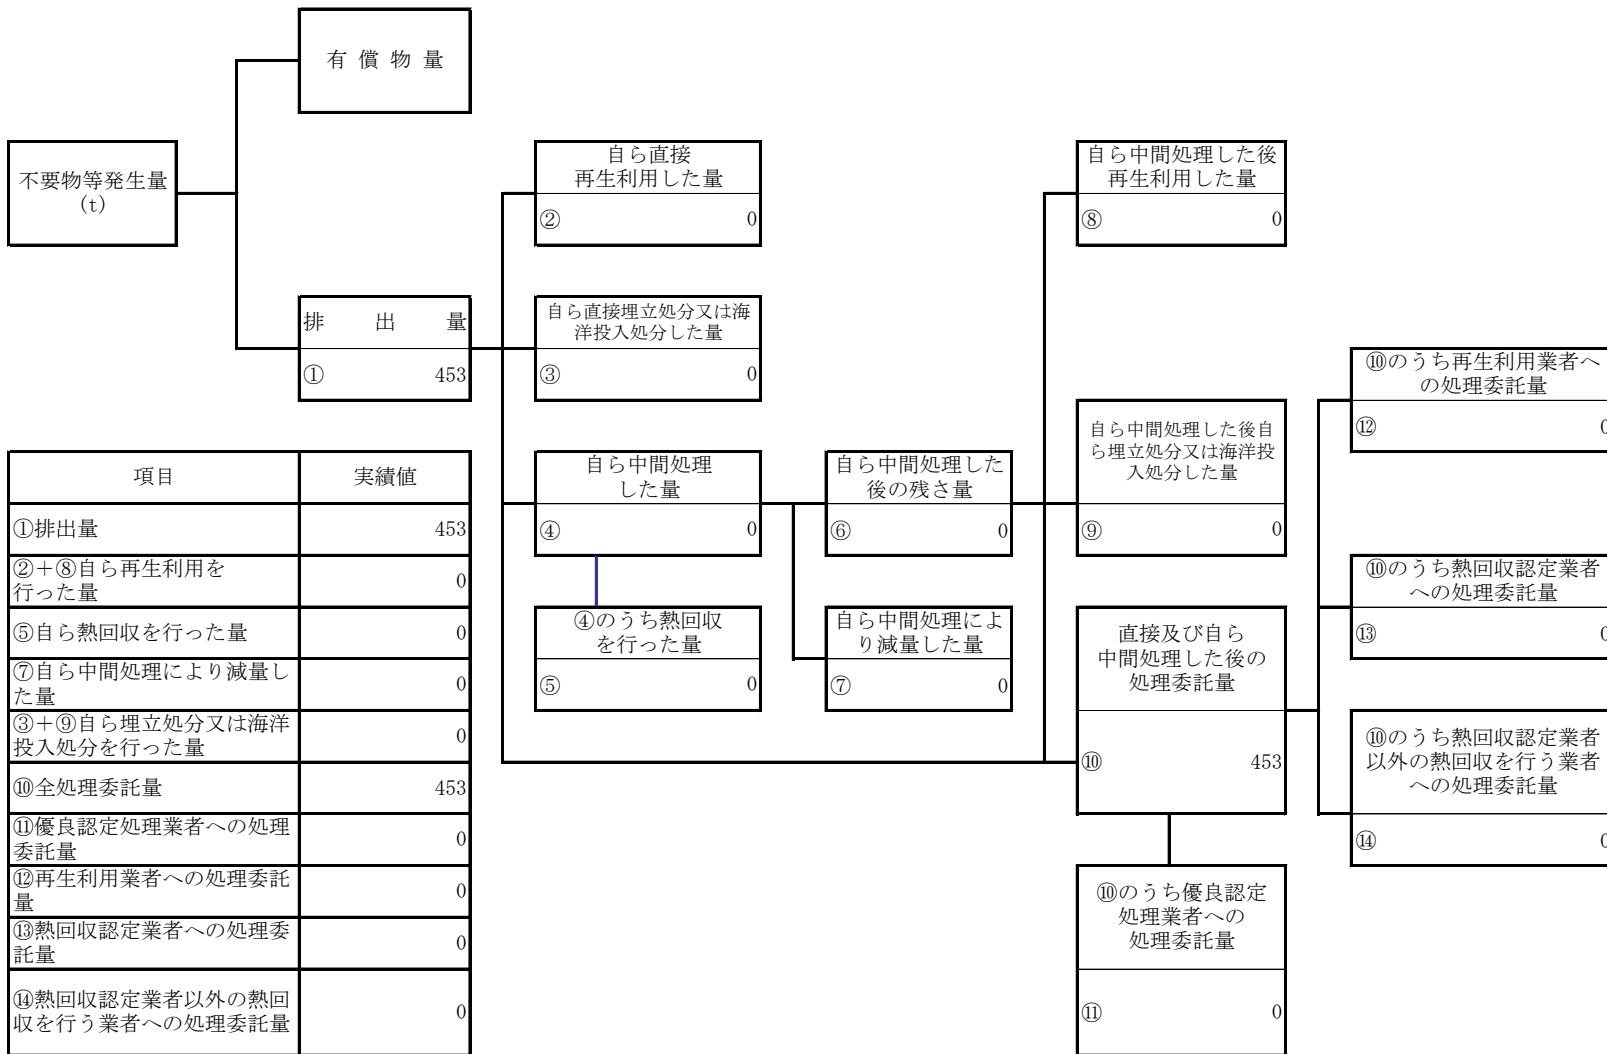 有償物量
不要物等発生量
(t)
自ら直接
再生利用した量
② 0
自ら中間処理した後
再生利用した量
⑧ 0
排出量
① 453
自ら直接埋立処分又は海
洋投入処分した量
③ 0
⑩のうち再生利用業者へ
の処理委託量
⑫ 0
自ら中間処理した後自
ら埋立処分又は海洋投
入処分した量
⑨ 0
自ら中間処理
した量
④ 0
自ら中間処理した
後の残さ量
⑥ 0
④のうち熱回収
を行った量
⑤ 0
自ら中間処理によ
り減量した量
⑦ 0
直接及び自ら
中間処理した後の
処理委託量
⑩ 453
⑩のうち熱回収認定業者
への処理委託量
⑬ 0
⑩のうち熱回収認定業者
以外の熱回収を行う業者
への処理委託量
⑭ 0
⑩のうち優良認定
処理業者への
処理委託量
⑪ 0
項目 実績値
①排出量 453
②+⑧自ら再生利用を
行った量 0
⑤自ら熱回収を行った量 0
⑦自ら中間処理により減量し
た量 0
③+⑨自ら埋立処分又は海洋
投入処分を行った量 0
⑩全処理委託量 453
⑪優良認定処理業者への処理
委託量 0
⑫再生利用業者への処理委託
量 0
⑬熱回収認定業者への処理委
託量 0
⑭熱回収認定業者以外の熱回
収を行う業者への処理委託量 0